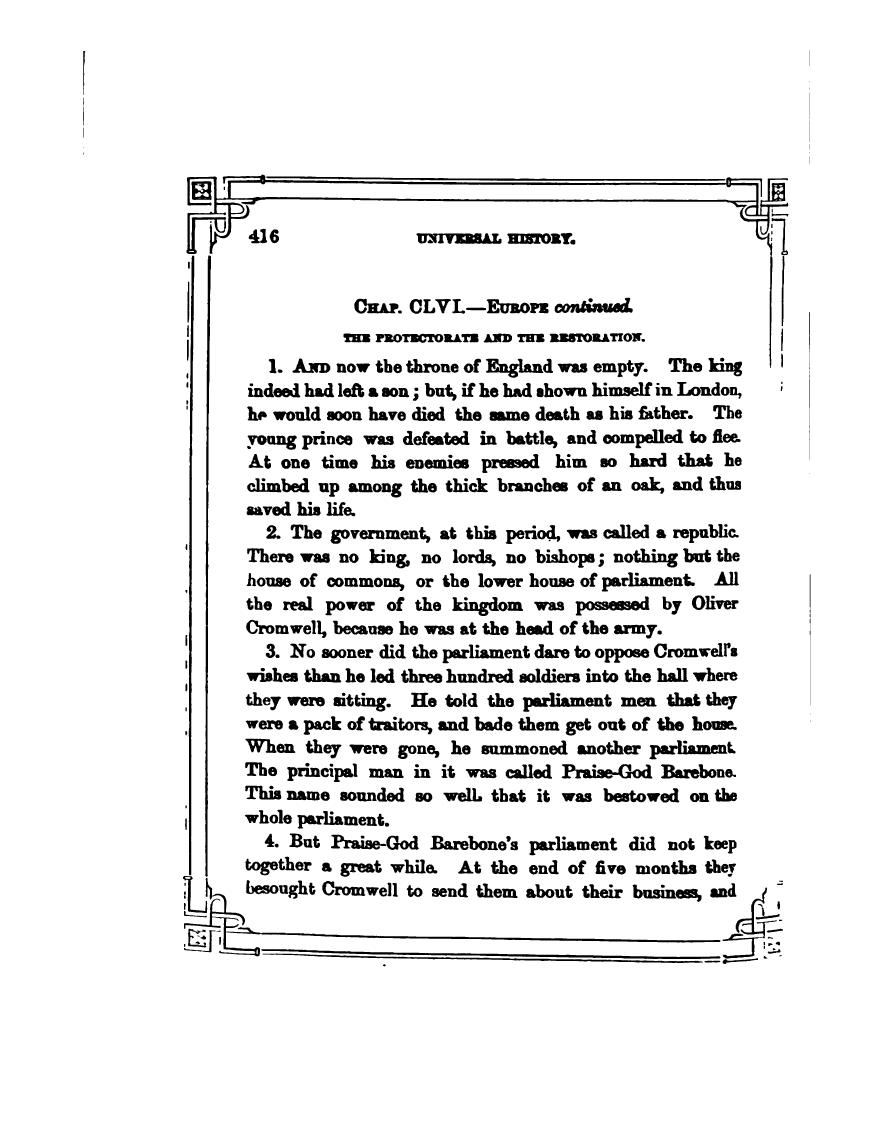 416 UNIVERSAL HISTORY.
CHAP. CLVI.—EUROPE continued.
THE PROTECTORATE AND THE RESTORATION.
1. AND now the throne of England was empty. The king
indeed had left a son; but, if he had shown himself in London,
he would soon have died the same death as his father. The
young prince was defeated in battle, and compelled to flee.
At one time his enemies pressed him so hard that he
climbed up among the thick branches of an oak, and thus
saved his life.
2. The government, at this period, was called a republic.
There was no king, no lords, no bishops; nothing but the
house of commons, or the lower house of parliament. All
the real power of the kingdom was possessed by Oliver
Cromwell, because he was at the head of the army.
3. No sooner did the parliament dare to oppose Cromwell's
wishes than he led three hundred soldiers into the hall where
they were sitting. He told the parliament men that they
were a pack of traitors, and bade them get out of the house.
When they were gone, he summoned another parliament.
The principal man in it was called Praise-God Barebone.
This name sounded so well, that it was bestowed on the
whole parliament.
4. But Praise-God Barebone's parliament did not keep
together a great while. At the end of five months they
besought Cromwell to send them about their business, and